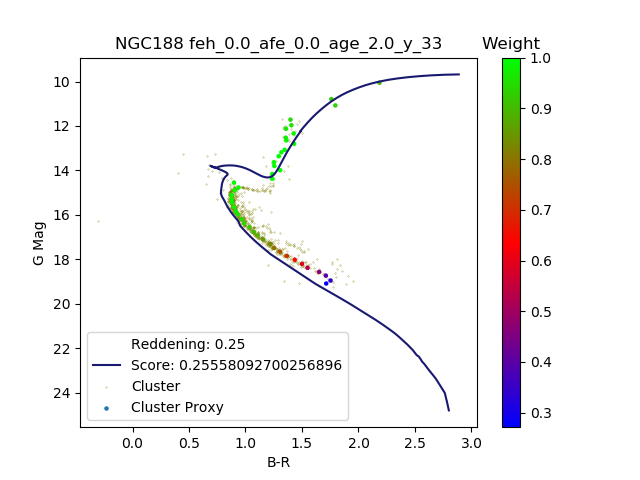 NGC188 feh_0.0_afe_0.0_age_2.0_y_33
Weight
G Mag
10
12
14
16
18
20
22
24
0.0
0.5
1.0
1.5
2.0
2.5
3.0
B-R
Reddening: 0.25
Score: 0.25558092700256896
Cluster
Cluster Proxy
1.0
0.9
0.8
0.7
0.6
0.5
0.4
0.3